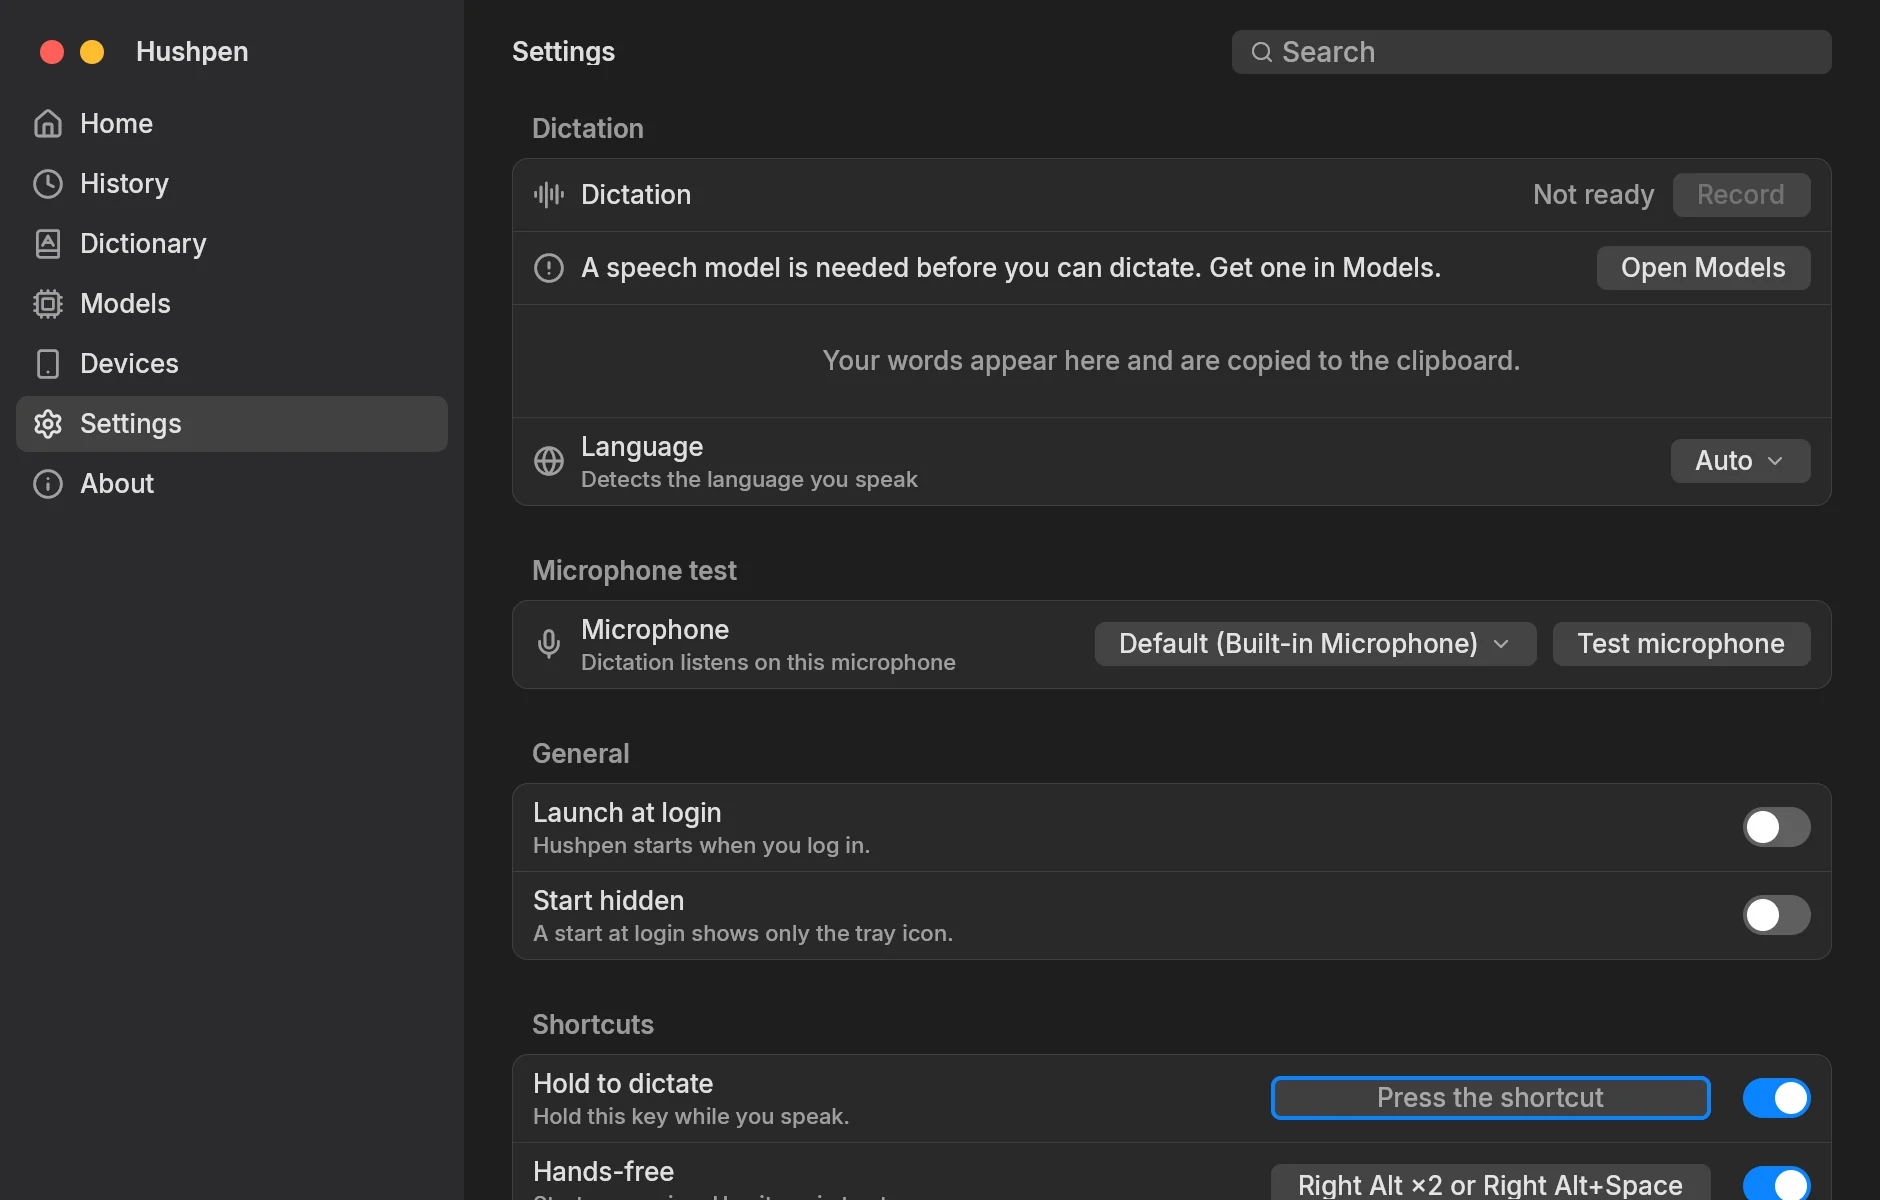 Hushpen
Home
History
Dictionary
Models
Devices
Settings
About
Settings
Search
Dictation
Dictation
Not ready
Record
A speech model is needed before you can dictate. Get one in Models.
Open Models
Your words appear here and are copied to the clipboard.
Language
Detects the language you speak
Auto
Microphone test
Microphone
Dictation listens on this microphone
Default (Built-in Microphone)
Test microphone
General
Launch at login
Hushpen starts when you log in.
Start hidden
A start at login shows only the tray icon.
Shortcuts
Hold to dictate
Hold this key while you speak.
Press the shortcut
Hands-free
Right Alt ×2 or Right Alt+Space